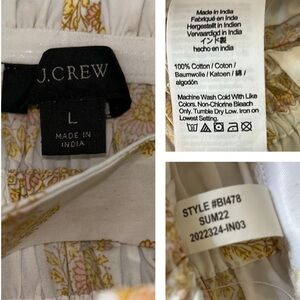 J.CREW
L
MADE IN
INDIA
Made in India
Fabriqué en Inde
Hergestellt in Indien
Vervaardigd in India
インド製
hecho en india
100% Cotton / Coton /
Baumwolle / Katoen / 綿 /
algodón
Machine Wash Cold With Like
Colors, Non-Chlorine Bleach
Only, Tumble Dry Low. Iron on
Lowest Setting.
STYLE #BI478
SUM22
2022324-IN03